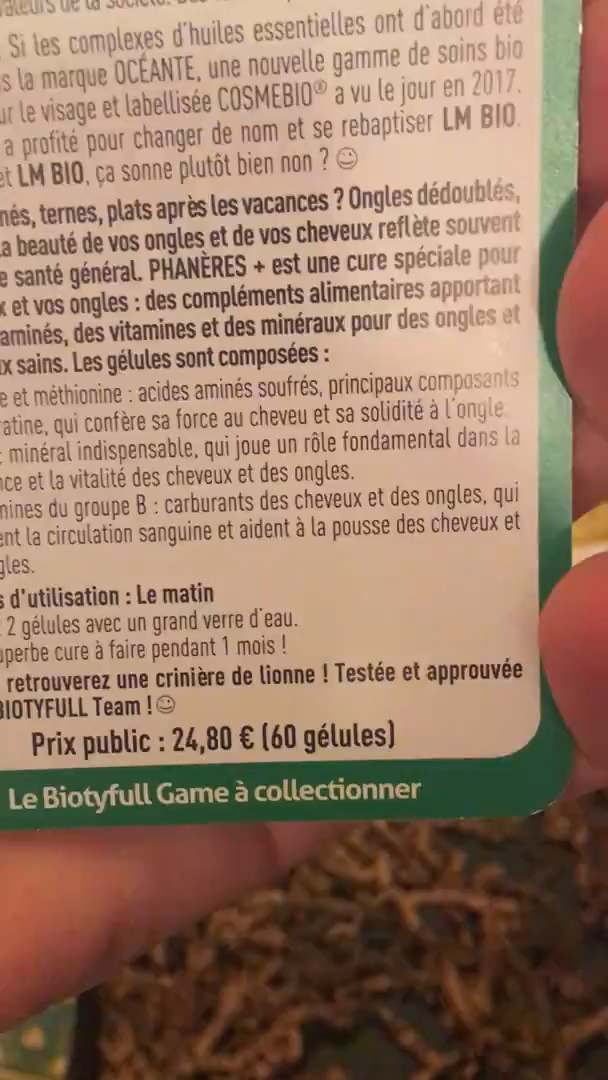 valeurs de la société.
Si les complexes d'huiles essentielles ont d'abord été
la marque OCÉANTE, une nouvelle gamme de soins bio
le visage et labellisée COSMEBIO® a vu le jour en 2017.
a profité pour changer de nom et se rebaptiser LM BIO.
et LM BIO, ça sonne plutôt bien non ? ☺
nés, ternes, plats après les vacances ? Ongles dédoublés,
La beauté de vos ongles et de vos cheveux reflète souvent
e santé général. PHANÈRES + est une cure spéciale pour
x et vos ongles : des compléments alimentaires apportant
aminés, des vitamines et des minéraux pour des ongles et
ux sains. Les gélules sont composées :
e et méthionine : acides aminés soufrés, principaux composants
atine, qui confère sa force au cheveu et sa solidité à l'ongle.
: minéral indispensable, qui joue un rôle fondamental dans la
nce et la vitalité des cheveux et des ongles.
mines du groupe B : carburants des cheveux et des ongles, qui
ent la circulation sanguine et aident à la pousse des cheveux et
gles.
s d'utilisation : Le matin
2 gélules avec un grand verre d'eau.
uperbe cure à faire pendant 1 mois !
retrouverez une crinière de lionne ! Testée et approuvée
BIOTYFULL Team ! ☺
Prix public : 24,80 € (60 gélules)
Le Biotyfull Game à collectionner